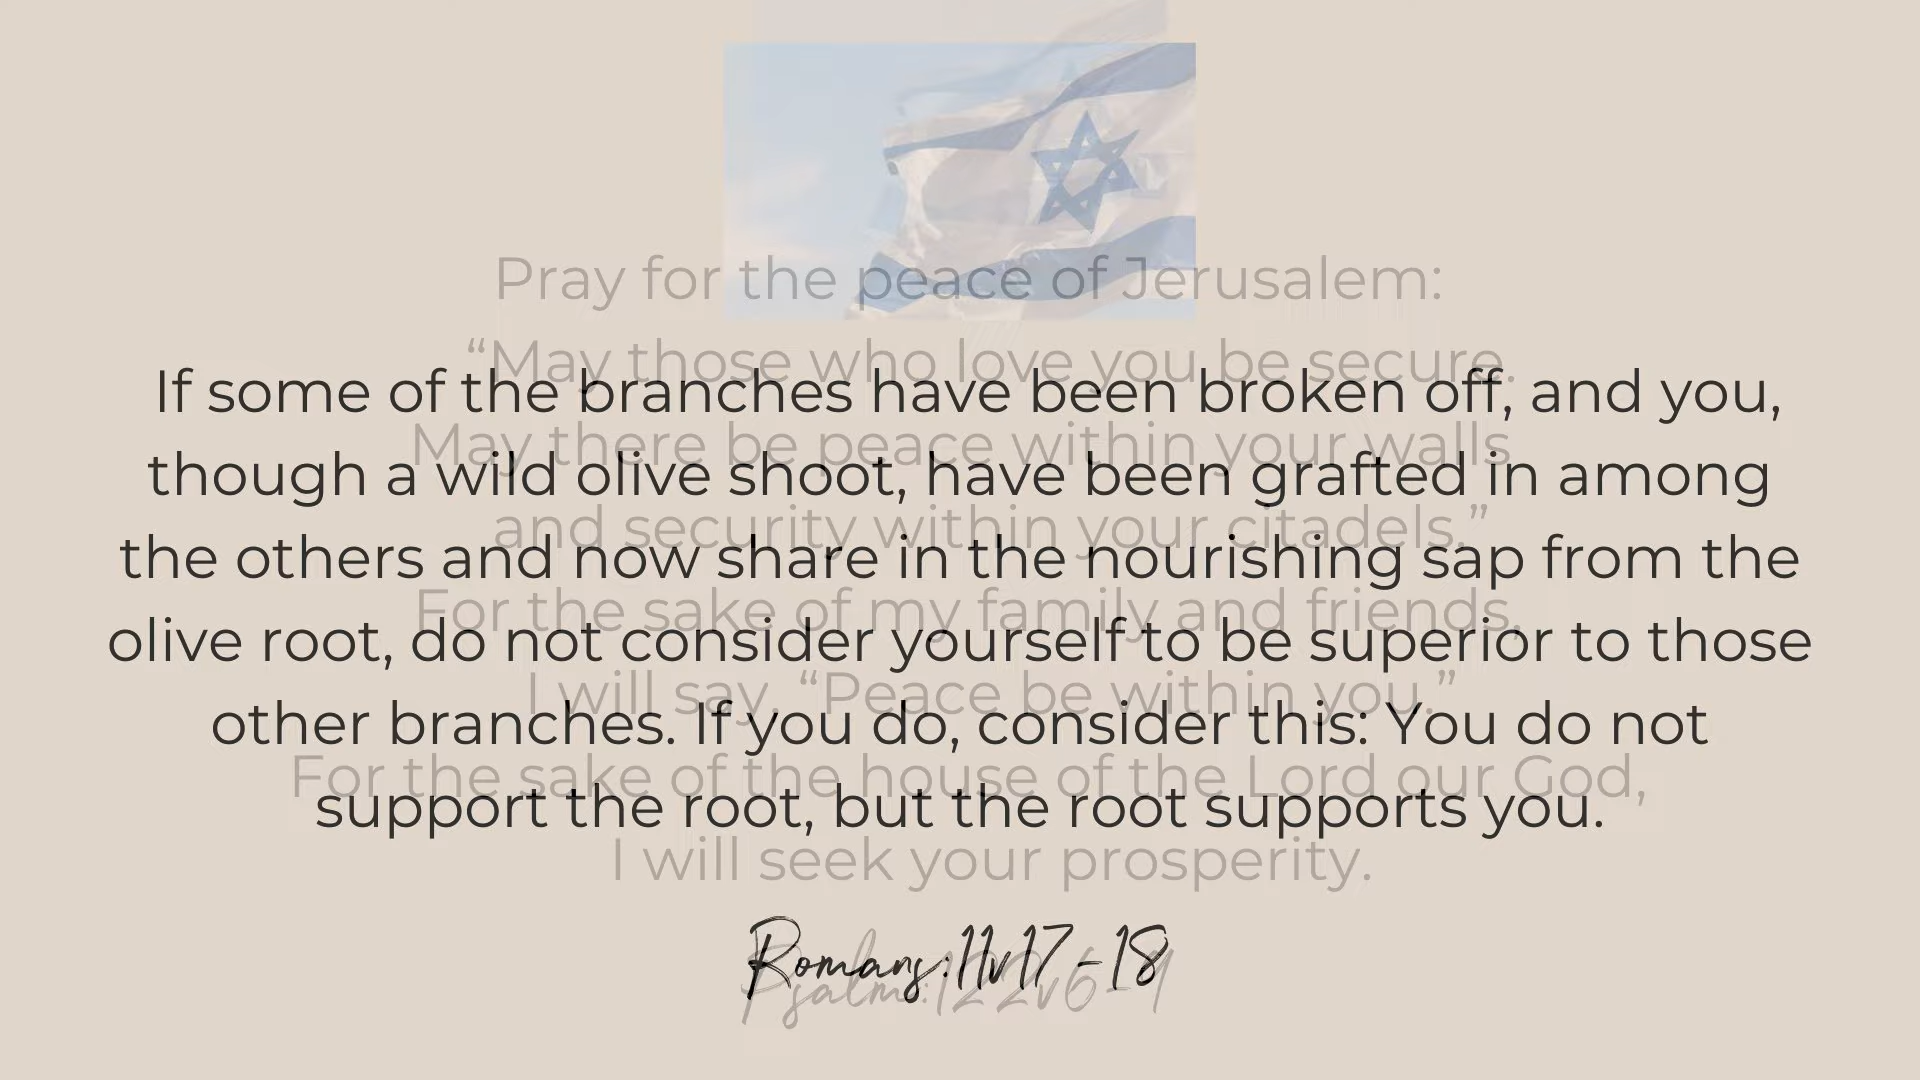 Pray for the peace of Jerusalem:
“May those who love you be secure.
May there be peace within your walls
and security within your citadels.”
For the sake of my family and friends,
I will say, “Peace be within you.”
For the sake of the house of the Lord our God,
I will seek your prosperity.
Psalm:122v6-9
If some of the branches have been broken off, and you,
though a wild olive shoot, have been grafted in among
the others and now share in the nourishing sap from the
olive root, do not consider yourself to be superior to those
other branches. If you do, consider this: You do not
support the root, but the root supports you.
Romans:11v17-18